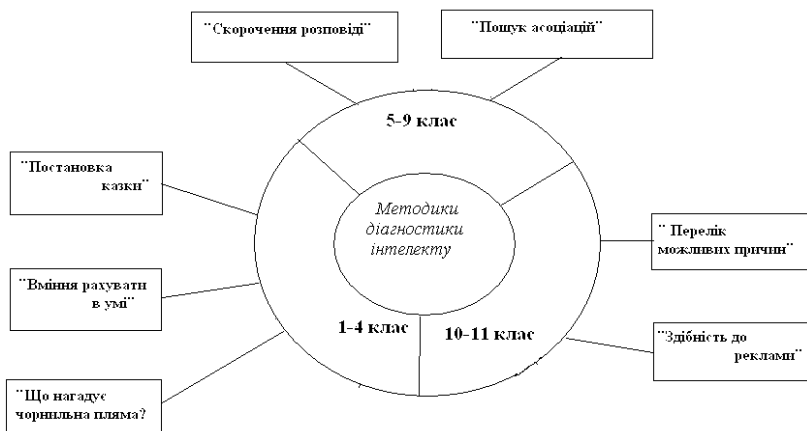 ¨Скорочення розповіді¨
¨Пошук асоціацій¨
5-9 клас
¨Постановка
казки¨
Методики
діагностики
інтелекту
¨ Перелік
можливих причин¨
¨Вміння рахувати
в умі¨
1-4 клас
10-11 клас
¨Здібність до
реклами¨
¨Що нагадує
чорнильна пляма?